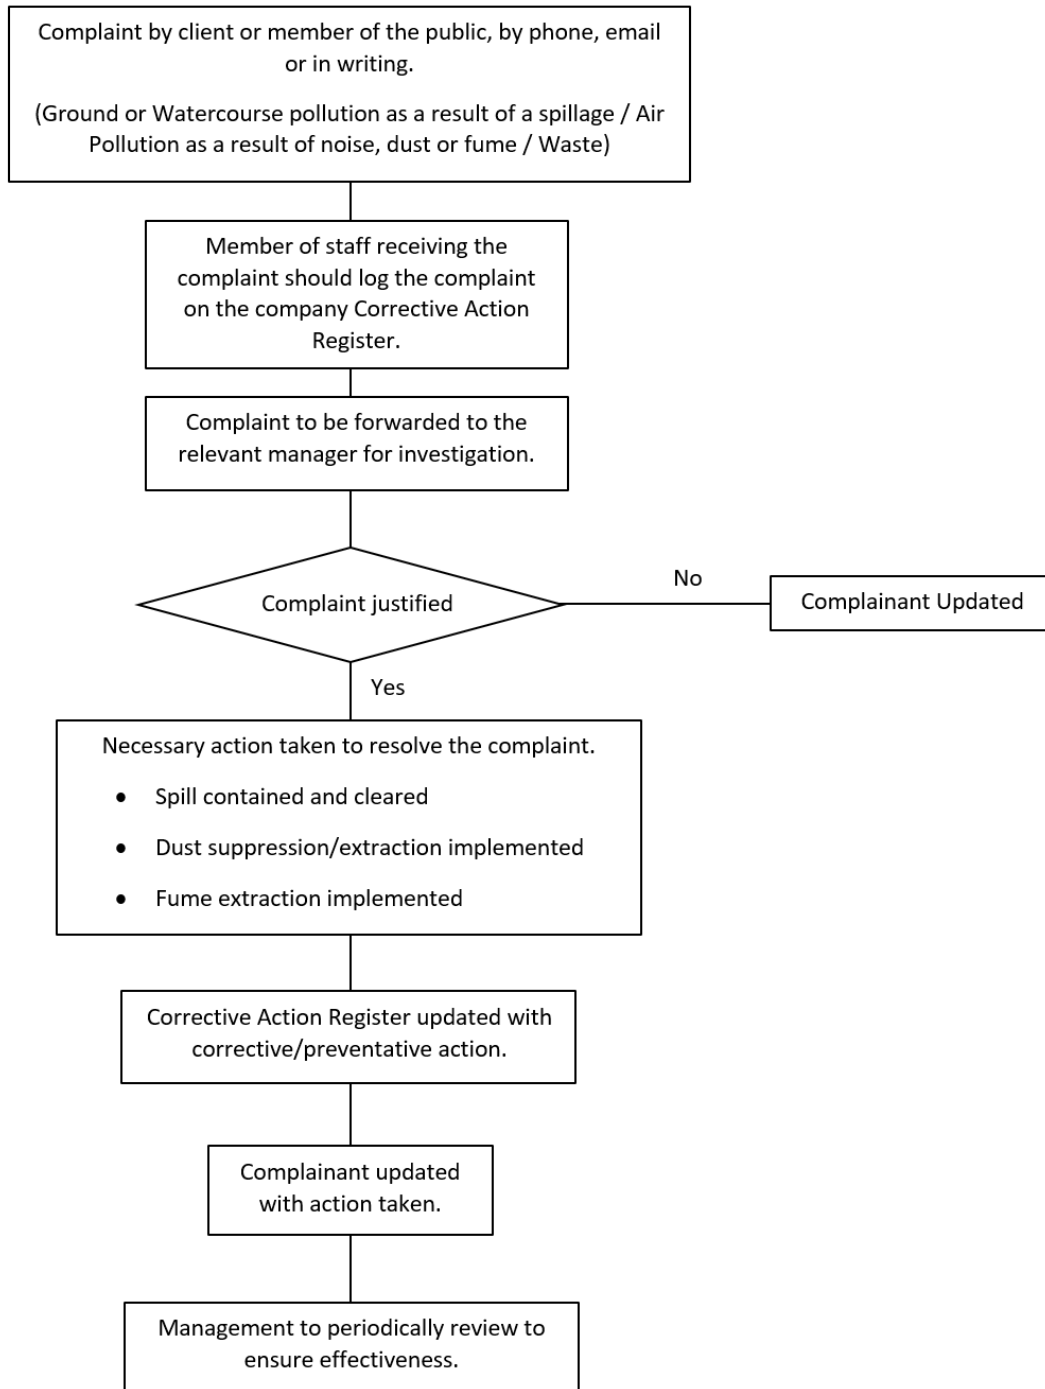 Complaint by client or member of the public, by phone, email
or in writing.
(Ground or Watercourse pollution as a result of a spillage / Air
Pollution as a result of noise, dust or fume / Waste)
Member of staff receiving the
complaint should log the complaint
on the company Corrective Action
Register.
Complaint to be forwarded to the
relevant manager for investigation.
Complaint justified
No
Complainant Updated
Yes
Necessary action taken to resolve the complaint.
• Spill contained and cleared
• Dust suppression/extraction implemented
• Fume extraction implemented
Corrective Action Register updated with
corrective/preventative action.
Complainant updated
with action taken.
Management to periodically review to
ensure effectiveness.